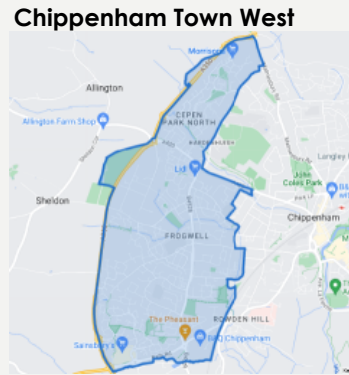 Chippenham Town West
Morrisons
Allington
CEPEN
PARK NORTH
Allington Farm Shop
HARDENHUISH
Langley
Lidl
John
Coles Park
Sheldon
Chippenham
FROGWELL
The Pheasant
ROWDEN HILL
Sainsbury's
B&Q Chippenham